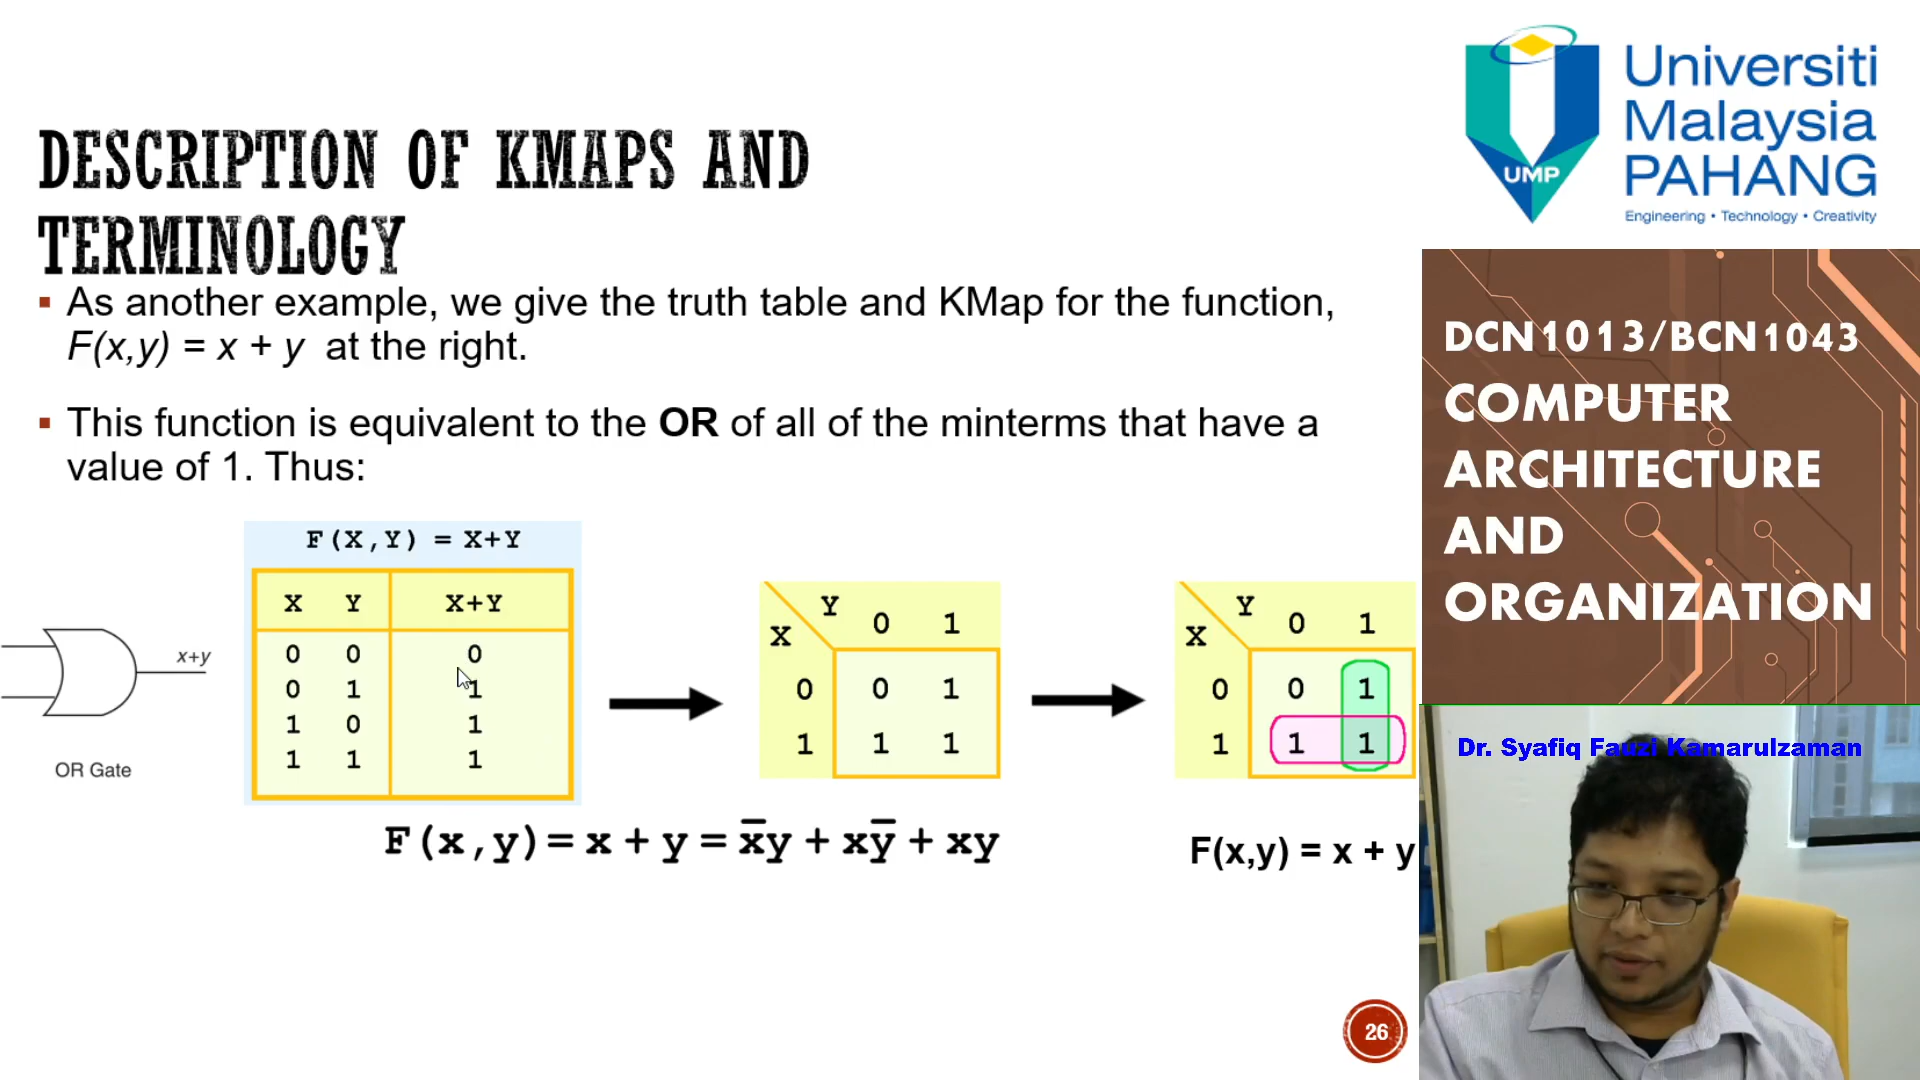 DESCRIPTION OF KMAPS AND
TERMINOLOGY
▪ As another example, we give the truth table and KMap for the function,
F(x,y) = x + y at the right.
▪ This function is equivalent to the OR of all of the minterms that have a
value of 1. Thus:
x+y
OR Gate
F(X,Y) = X+Y
X Y X+Y
0 0 0
0 1 1
1 0 1
1 1 1
Y
X 0 1
0 0 1
1 1 1
Y
X 0 1
0 0 1
1 1 1
F(x,y)= x + y = x̅y + xy̅ + xy
F(x,y) = x + y
26
Universiti
Malaysia
PAHANG
Engineering • Technology • Creativity
UMP
DCN1013/BCN1043
COMPUTER
ARCHITECTURE
AND
ORGANIZATION
Dr. Syafiq Fauzi Kamarulzaman